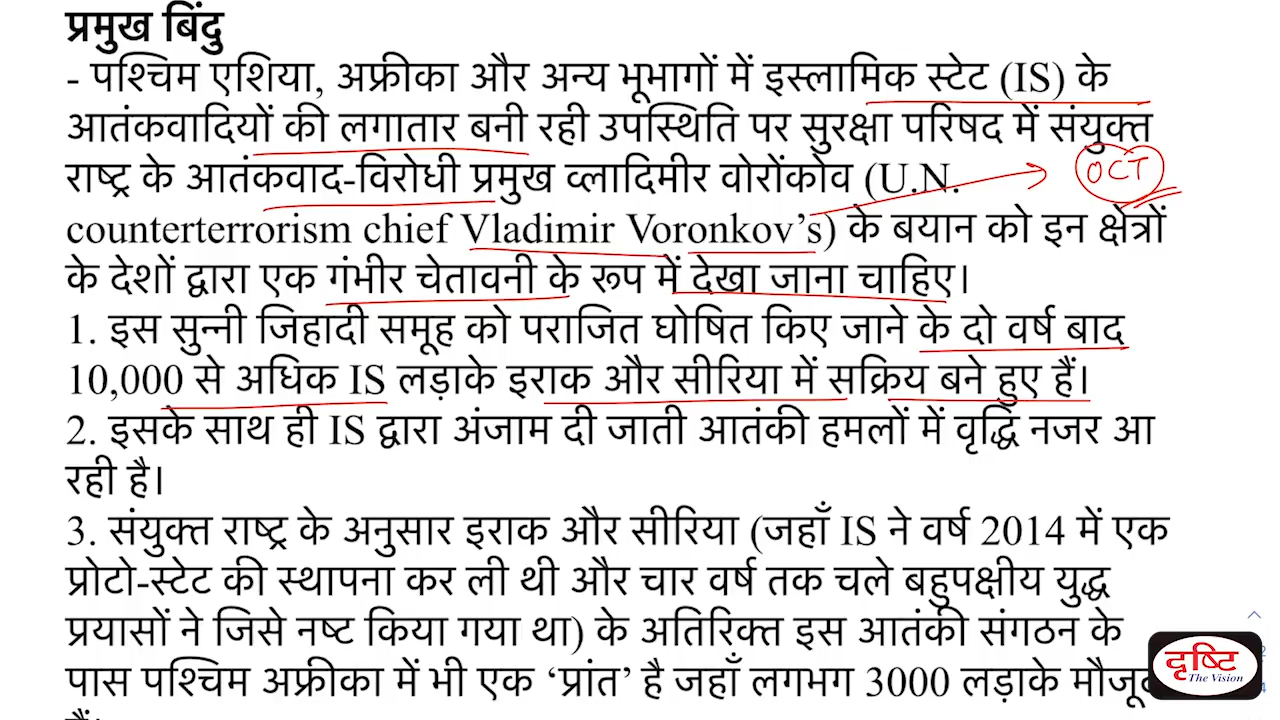 प्रमुख बिंदु
- पश्चिम एशिया, अफ्रीका और अन्य भूभागों में इस्लामिक स्टेट (IS) के
आतंकवादियों की लगातार बनी रही उपस्थिति पर सुरक्षा परिषद में संयुक्त
राष्ट्र के आतंकवाद-विरोधी प्रमुख व्लादिमीर वोरोंकोव (U.N.
OCT
counterterrorism chief Vladimir Voronkov’s) के बयान को इन क्षेत्रों
के देशों द्वारा एक गंभीर चेतावनी के रूप में देखा जाना चाहिए।
1. इस सुन्नी जिहादी समूह को पराजित घोषित किए जाने के दो वर्ष बाद
10,000 से अधिक IS लड़ाके इराक और सीरिया में सक्रिय बने हुए हैं।
2. इसके साथ ही IS द्वारा अंजाम दी जाती आतंकी हमलों में वृद्धि नजर आ
रही है।
3. संयुक्त राष्ट्र के अनुसार इराक और सीरिया (जहाँ IS ने वर्ष 2014 में एक
प्रोटो-स्टेट की स्थापना कर ली थी और चार वर्ष तक चले बहुपक्षीय युद्ध
प्रयासों ने जिसे नष्ट किया गया था) के अतिरिक्त इस आतंकी संगठन के
पास पश्चिम अफ्रीका में भी एक ‘प्रांत’ है जहाँ लगभग 3000 लड़ाके
दृष्टि
The Vision